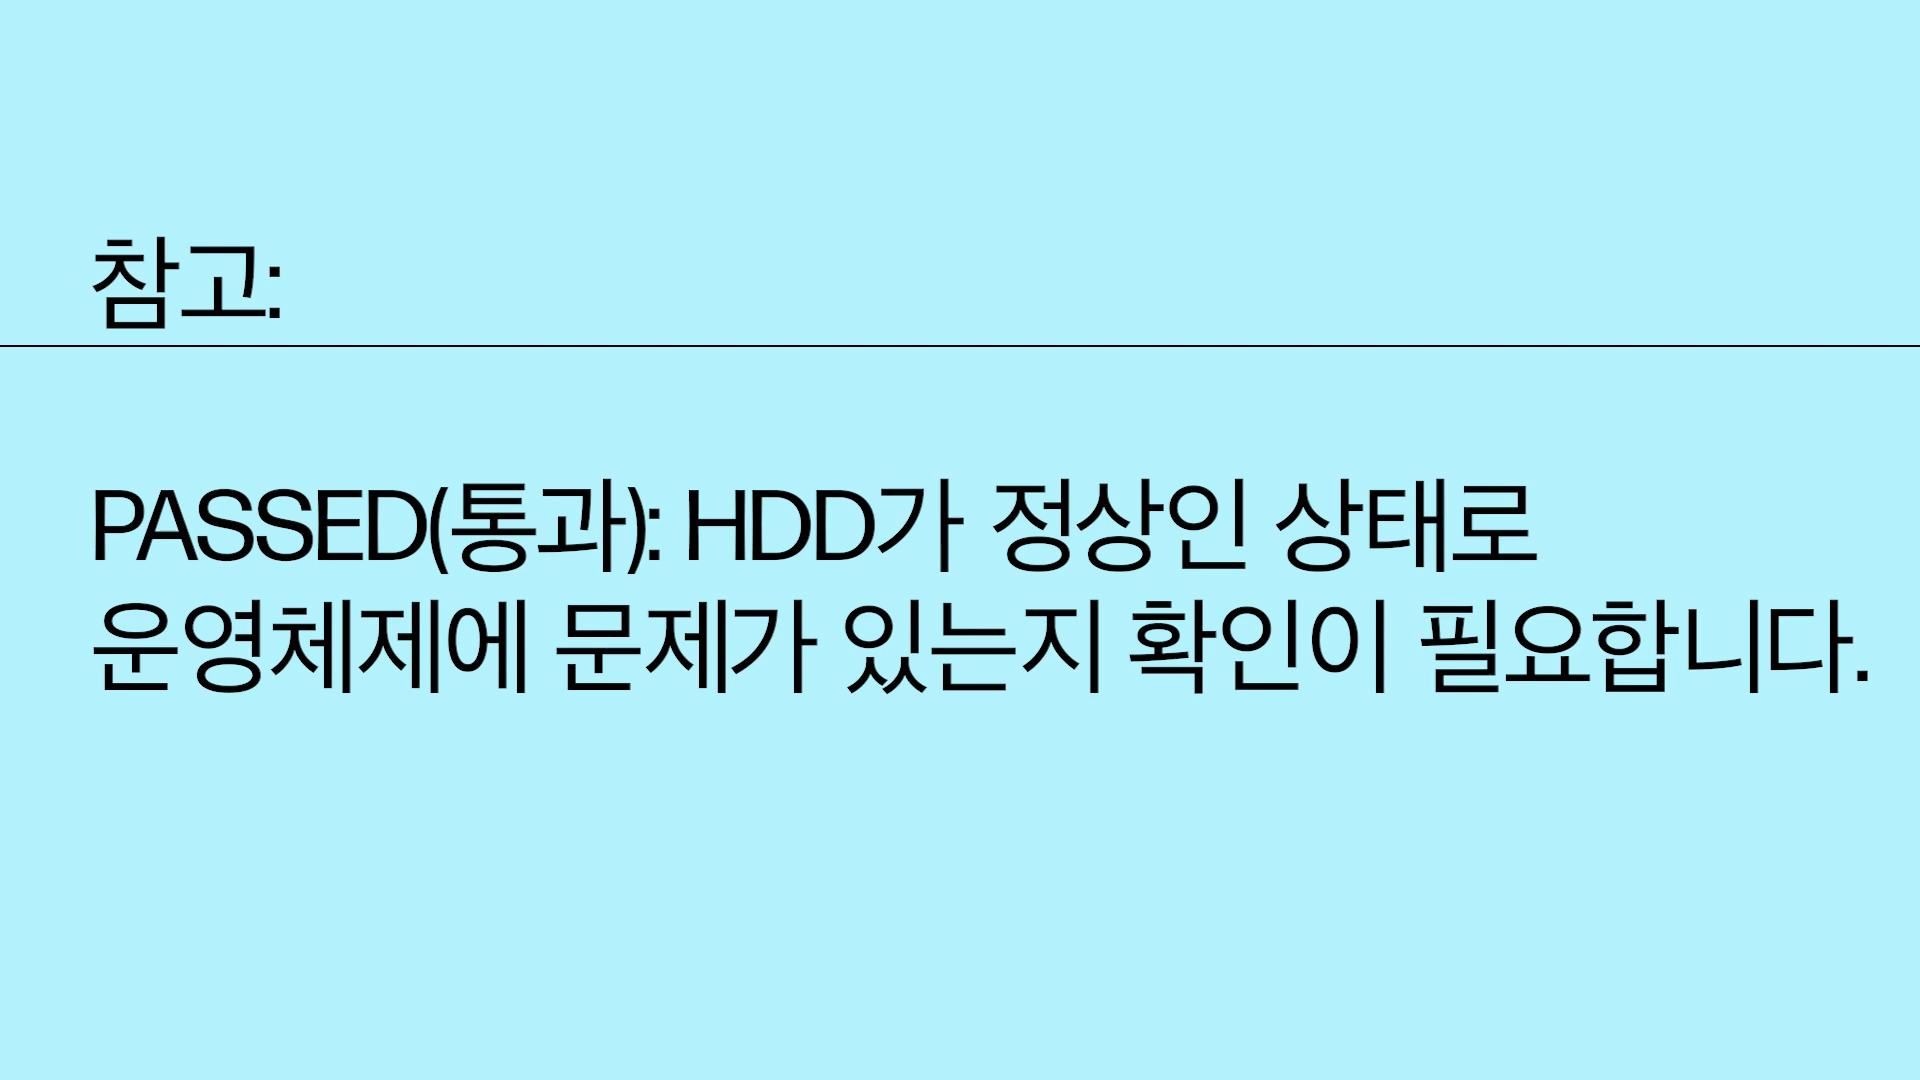 참고:
PASSED(통과): HDD가 정상인 상태로
운영체제에 문제가 있는지 확인이 필요합니다.